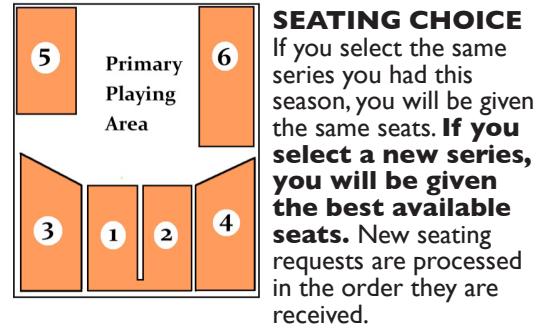 5
6
Primary
Playing
Area
3
1
2
4
SEATING CHOICE
If you select the same
series you had this
season, you will be given
the same seats. If you
select a new series,
you will be given
the best available
seats. New seating
requests are processed
in the order they are
received.